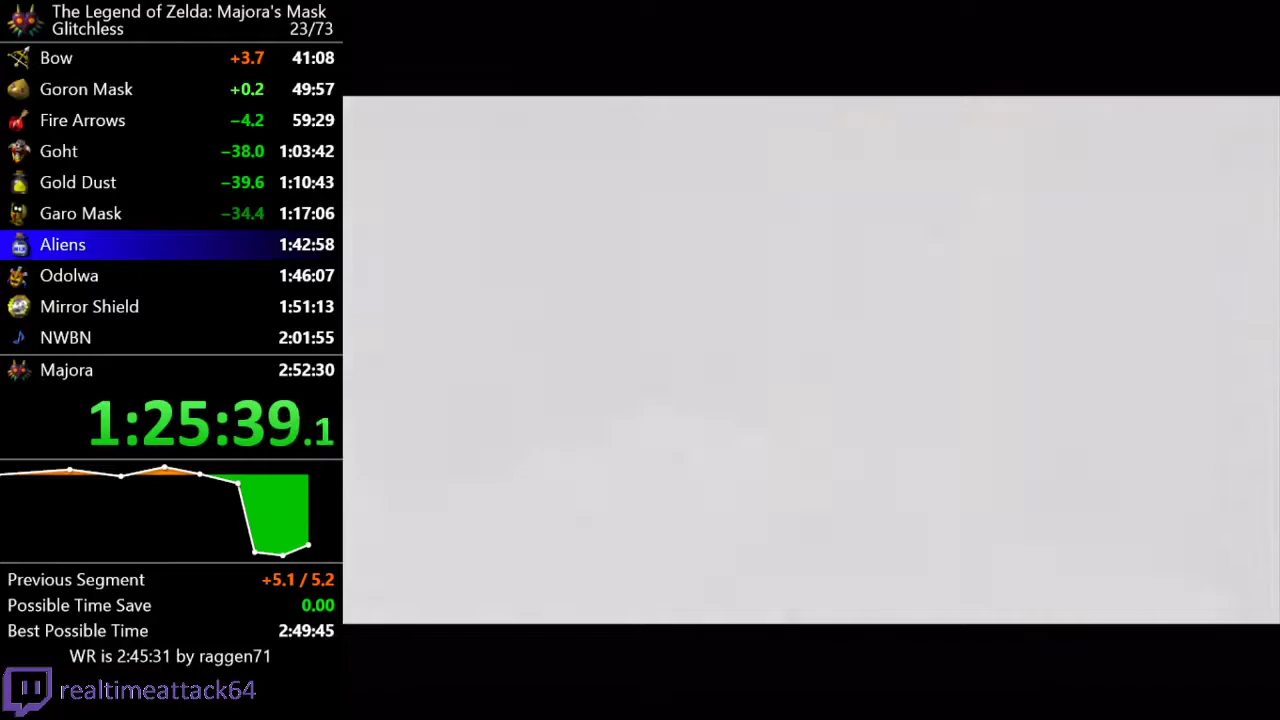 The Legend of Zelda: Majora's Mask
Glitchless 23/73
Bow +3.7 41:08
Goron Mask +0.2 49:57
Fire Arrows −4.2 59:29
Goht −38.0 1:03:42
Gold Dust −39.6 1:10:43
Garo Mask −34.4 1:17:06
Aliens 1:42:58
Odolwa 1:46:07
Mirror Shield 1:51:13
NWBN 2:01:55
Majora 2:52:30
1:25:39.1
Previous Segment +5.1 / 5.2
Possible Time Save 0.00
Best Possible Time 2:49:45
WR is 2:45:31 by raggen71
realtimeattack64